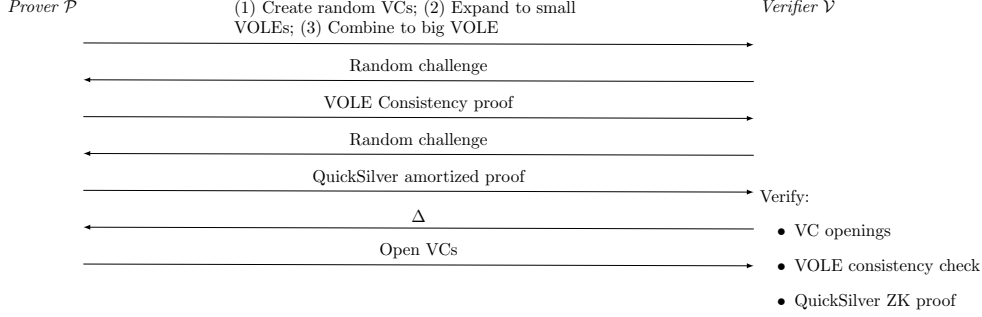 Prover P (1) Create random VCs; (2) Expand to small Verifier V
VOLEs; (3) Combine to big VOLE
Random challenge
VOLE Consistency proof
Random challenge
QuickSilver amortized proof
Verify:
Δ
• VC openings
Open VCs
• VOLE consistency check
• QuickSilver ZK proof